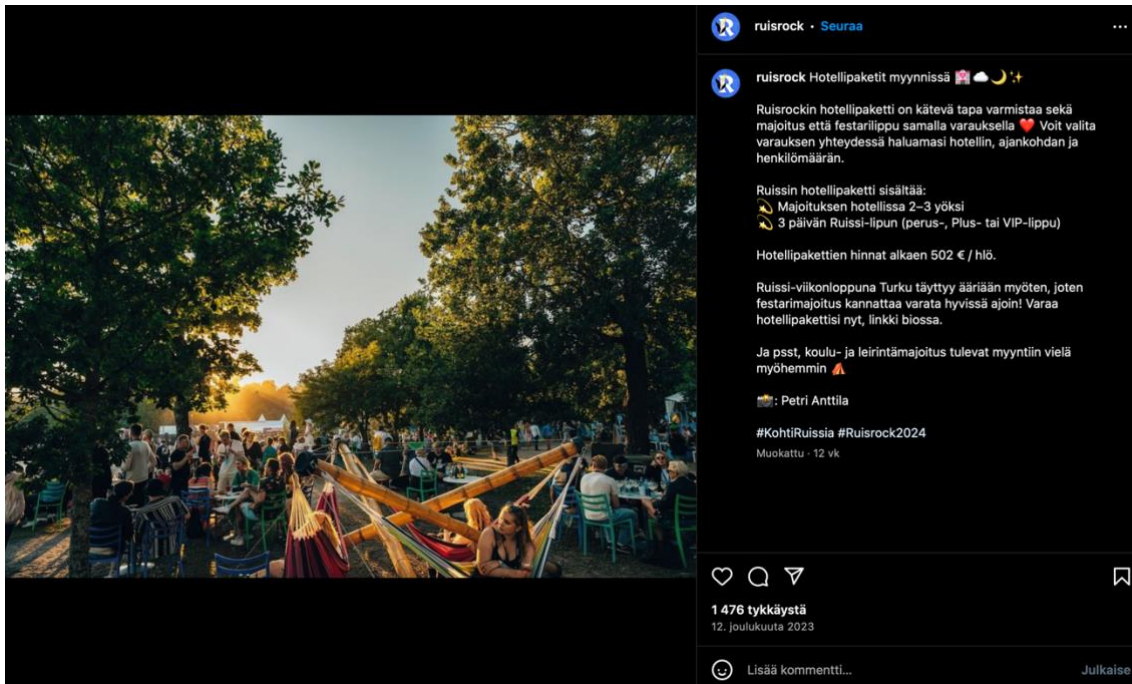 ruisrock • Seuraa
ruisrock Hotellipaketit myynnissä 🏩☁️🌙✨
Ruisrockin hotellipaketti on kätevä tapa varmistaa sekä
majoitus että festarilippu samalla varauksella ❤️ Voit valita
varauksen yhteydessä haluamasi hotellin, ajankohdan ja
henkilömäärän.
Ruissin hotellipaketti sisältää:
💫 Majoituksen hotellissa 2–3 yöksi
💫 3 päivän Ruissi-lipun (perus-, Plus- tai VIP-lippu)
Hotellipakettien hinnat alkaen 502 € / hlö.
Ruissi-viikonloppuna Turku täyttyy ääriään myöten, joten
festarimajoitus kannattaa varata hyvissä ajoin! Varaa
hotellipakettisi nyt, linkki biossa.
Ja psst, koulu- ja leirintämajoitus tulevat myyntiin vielä
myöhemmin ⛺
📸: Petri Anttila
#KohtiRuissia #Ruisrock2024
Muokattu · 12 vk
1 476 tykkäystä
12. joulukuuta 2023
Lisää kommentti...
Julkaise